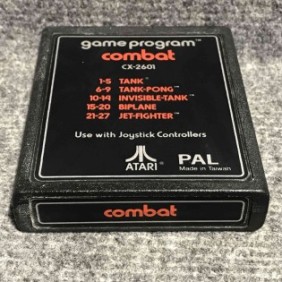 game program™
combat
CX-2601
1-5 TANK™
6-9 TANK-PONG™
10-14 INVISIBLE-TANK™
15-20 BIPLANE
21-27 JET-FIGHTER™
Use with Joystick Controllers
ATARI® PAL
Made in Taiwan
combat